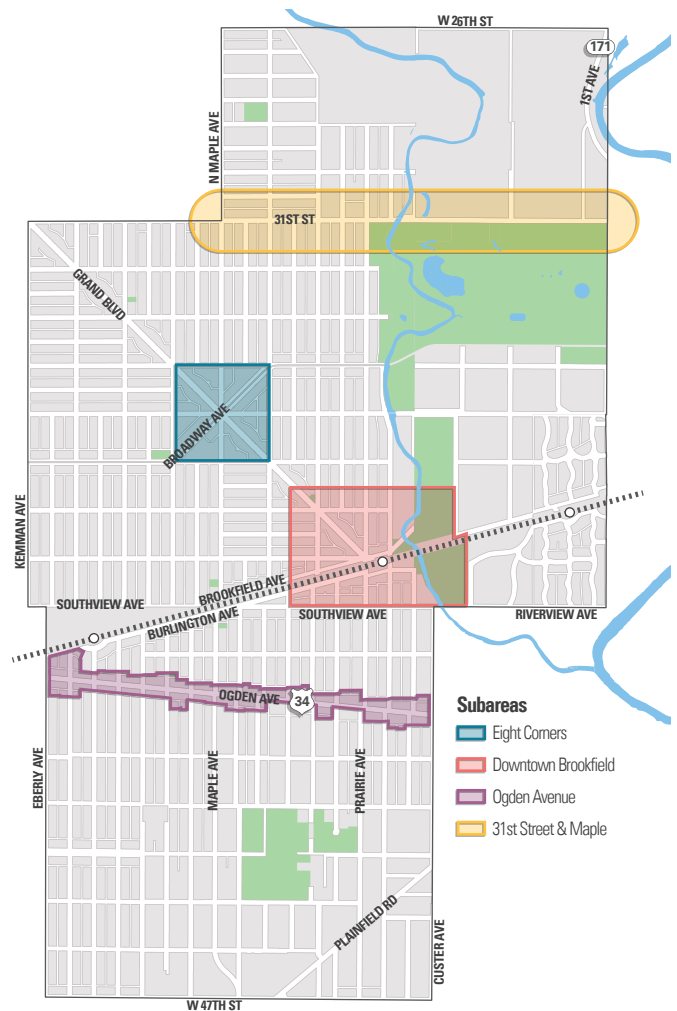 W 26TH ST
171
1ST AVE
N MAPLE AVE
31ST ST
GRAND BLVD
BROADWAY AVE
KEMMAN AVE
BROOKFIELD AVE
SOUTHVIEW AVE
BURLINGTON AVE
SOUTHVIEW AVE
RIVERVIEW AVE
OGDEN AVE
34
Subareas
Eight Corners
Downtown Brookfield
Ogden Avenue
31st Street & Maple
EBERLY AVE
MAPLE AVE
PRAIRIE AVE
PLAINFIELD RD
CUSTER AVE
W 47TH ST